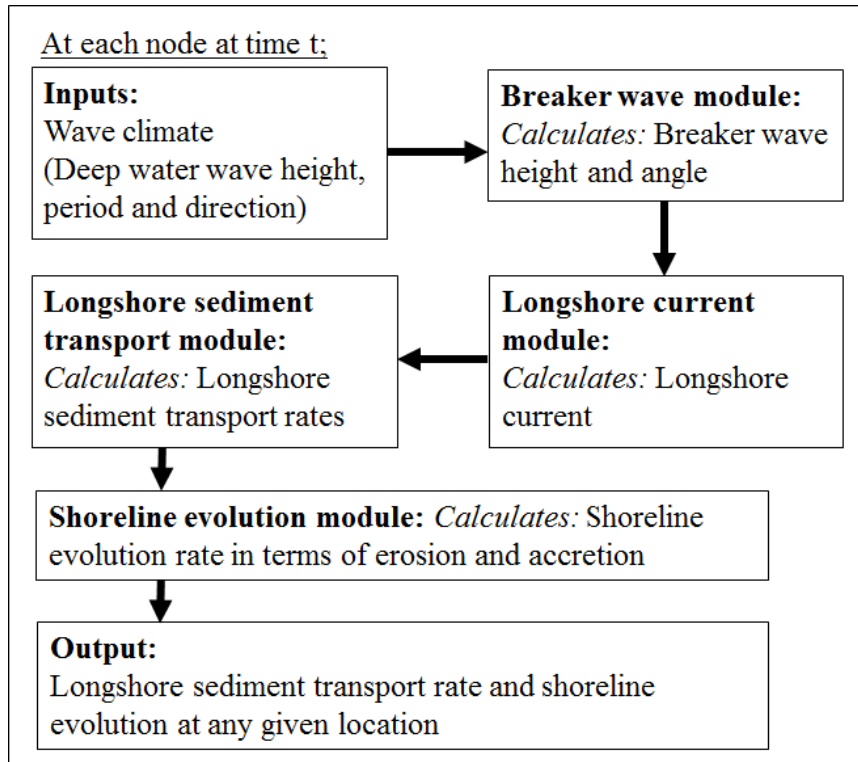 At each node at time t;
Inputs:
Wave climate
(Deep water wave height,
period and direction)
Breaker wave module:
Calculates: Breaker wave
height and angle
Longshore current
module:
Calculates: Longshore
current
Longshore sediment
transport module:
Calculates: Longshore
sediment transport rates
Shoreline evolution module: Calculates: Shoreline
evolution rate in terms of erosion and accretion
Output:
Longshore sediment transport rate and shoreline
evolution at any given location